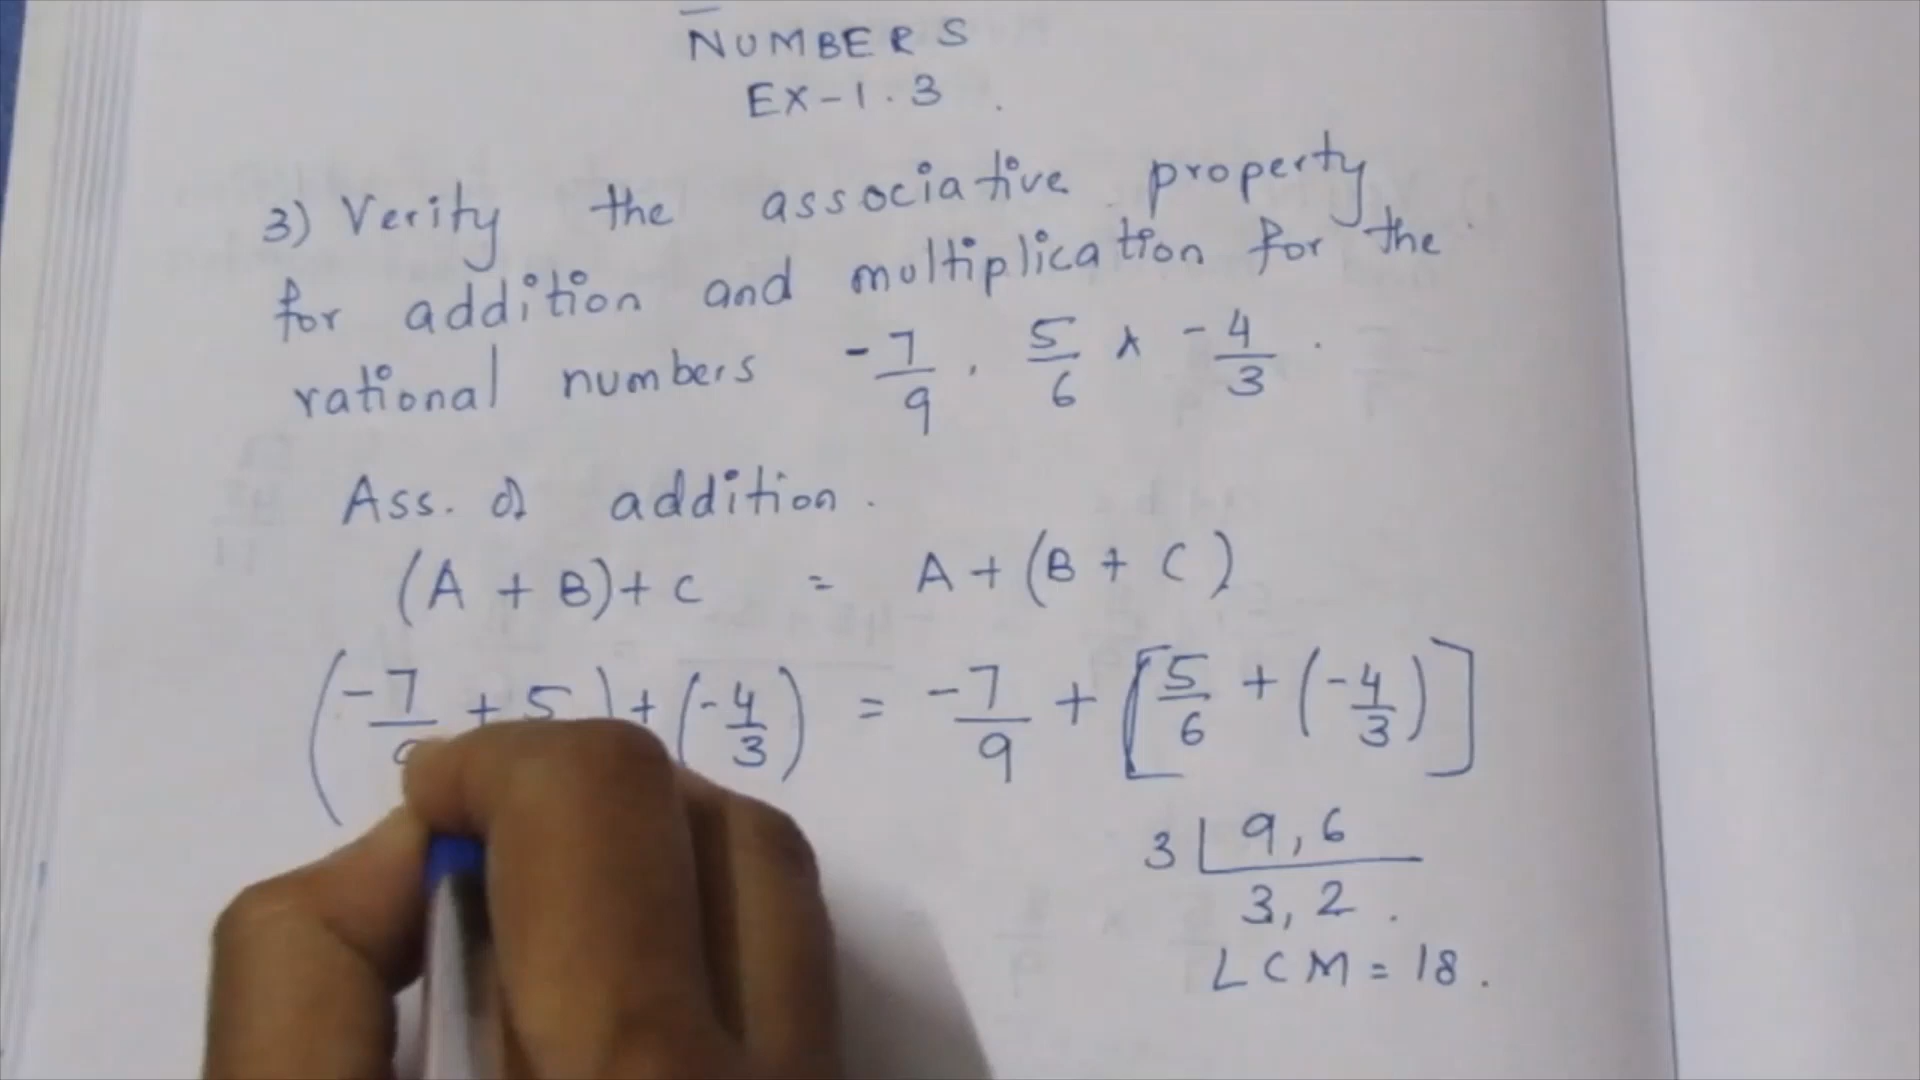 NUMBERS
EX-1.3.
3) Verify the associative property
for addition and multiplication for the
rational numbers -7/9, 5/6 & -4/3.
Ass. of addition.
(A + B) + C = A + (B + C)
(-7/9 + 5 ) + (-4/3) = -7/9 + [5/6 + (-4/3)]
3 | 9, 6
3, 2.
LCM = 18.